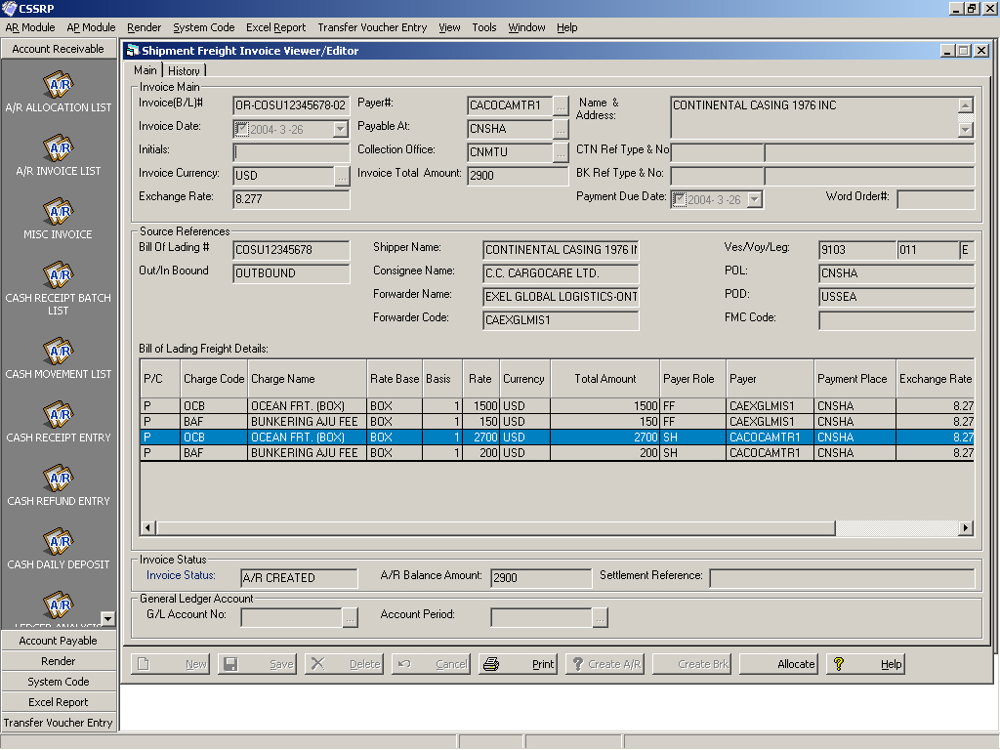 CSSRP
AR Module AP Module Render System Code Excel Report Transfer Voucher Entry View Tools Window Help
Account Receivable
A/R ALLOCATION LIST
A/R INVOICE LIST
MISC INVOICE
CASH RECEIPT BATCH
LIST
CASH MOVEMENT LIST
CASH RECEIPT ENTRY
CASH REFUND ENTRY
CASH DAILY DEPOSIT
LEDGER ANALYSIS
Account Payable
Render
System Code
Excel Report
Transfer Voucher Entry
Shipment Freight Invoice Viewer/Editor
Main History
Invoice Main
Invoice(B/L)# OR-COSU12345678-02 Payer#: CACOCAMTR1 ... Name & Address: CONTINENTAL CASING 1976 INC
Invoice Date: 2004- 3 -26 Payable At: CNSHA ...
Initials: Collection Office: CNMTU ... CTN Ref Type & No
Invoice Currency: USD ... Invoice Total Amount: 2900 BK Ref Type & No:
Exchange Rate: 8.277 Payment Due Date: 2004- 3 -26 Word Order#:
Source References
Bill Of Lading # COSU12345678 Shipper Name: CONTINENTAL CASING 1976 IN Ves/Voy/Leg: 9103 011 E
Out/In Boound OUTBOUND Consignee Name: C.C. CARGOCARE LTD. POL: CNSHA
Forwarder Name: EXEL GLOBAL LOGISTICS-ONT POD: USSEA
Forwarder Code: CAEXGLMIS1 FMC Code:
Bill of Lading Freight Details:
P/C Charge Code Charge Name Rate Base Basis Rate Currency Total Amount Payer Role Payer Payment Place Exchange Rate
P OCB OCEAN FRT. (BOX) BOX 1 1500 USD 1500 FF CAEXGLMIS1 CNSHA 8.27
P BAF BUNKERING AJU FEE BOX 1 150 USD 150 FF CAEXGLMIS1 CNSHA 8.27
P OCB OCEAN FRT. (BOX) BOX 1 2700 USD 2700 SH CACOCAMTR1 CNSHA 8.27
P BAF BUNKERING AJU FEE BOX 1 200 USD 200 SH CACOCAMTR1 CNSHA 8.27
Invoice Status
Invoice Status: A/R CREATED A/R Balance Amount: 2900 Settlement Reference:
General Ledger Account
G/L Account No: ... Account Period: ...
New Save Delete Cancel Print Create A/R Create Brk Allocate Help